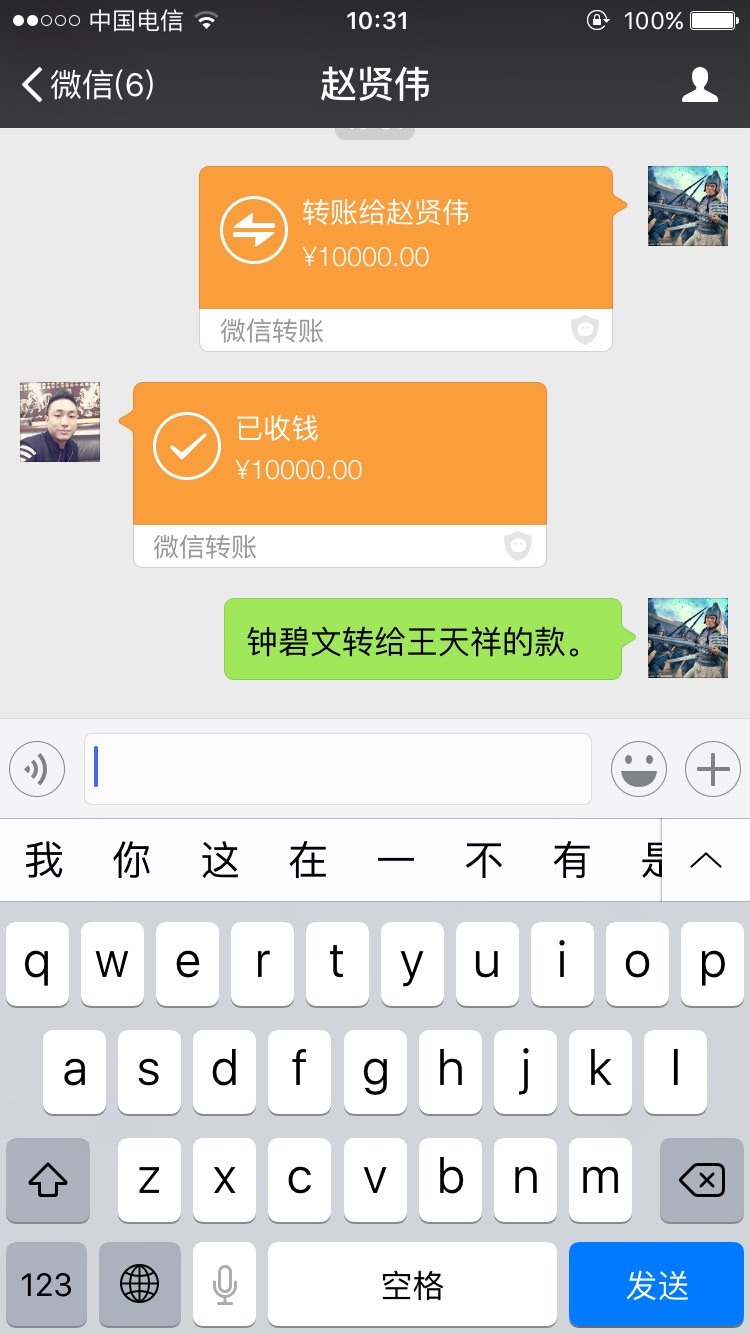 中国电信
10:31
100%
微信(6)
赵贤伟
转账给赵贤伟
¥10000.00
微信转账
已收钱
¥10000.00
微信转账
钟碧文转给王天祥的款。
我 你 这 在 一 不 有 是
q w e r t y u i o p
a s d f g h j k l
z x c v b n m
123
空格
发送